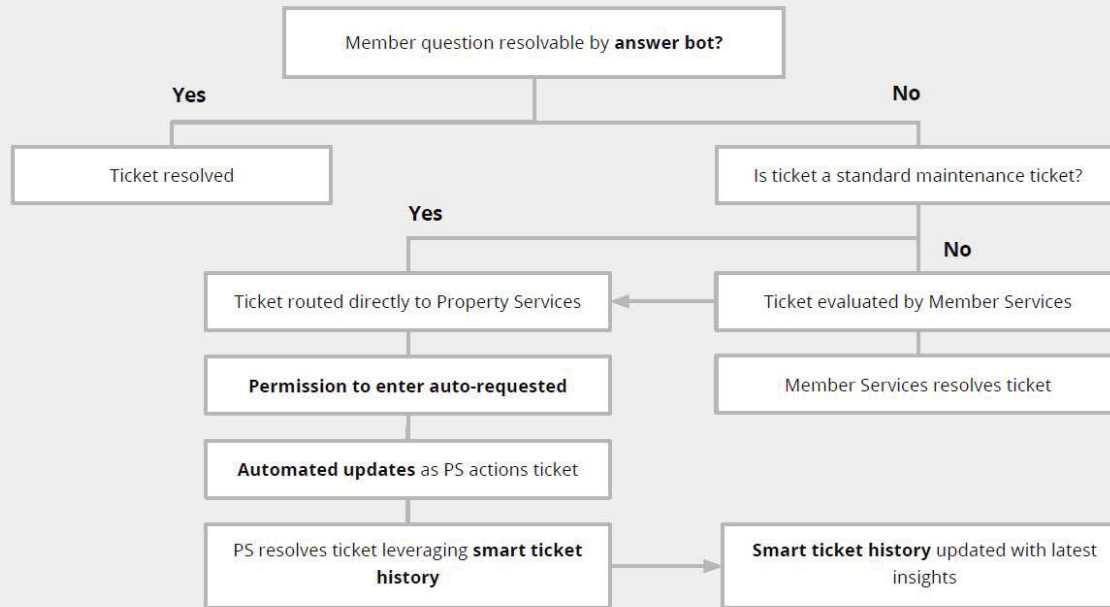 Member question resolvable by answer bot?
Yes
No
Ticket resolved
Is ticket a standard maintenance ticket?
Yes
No
Ticket routed directly to Property Services
Ticket evaluated by Member Services
Permission to enter auto-requested
Member Services resolves ticket
Automated updates as PS actions ticket
PS resolves ticket leveraging smart ticket
history
Smart ticket history updated with latest
insights